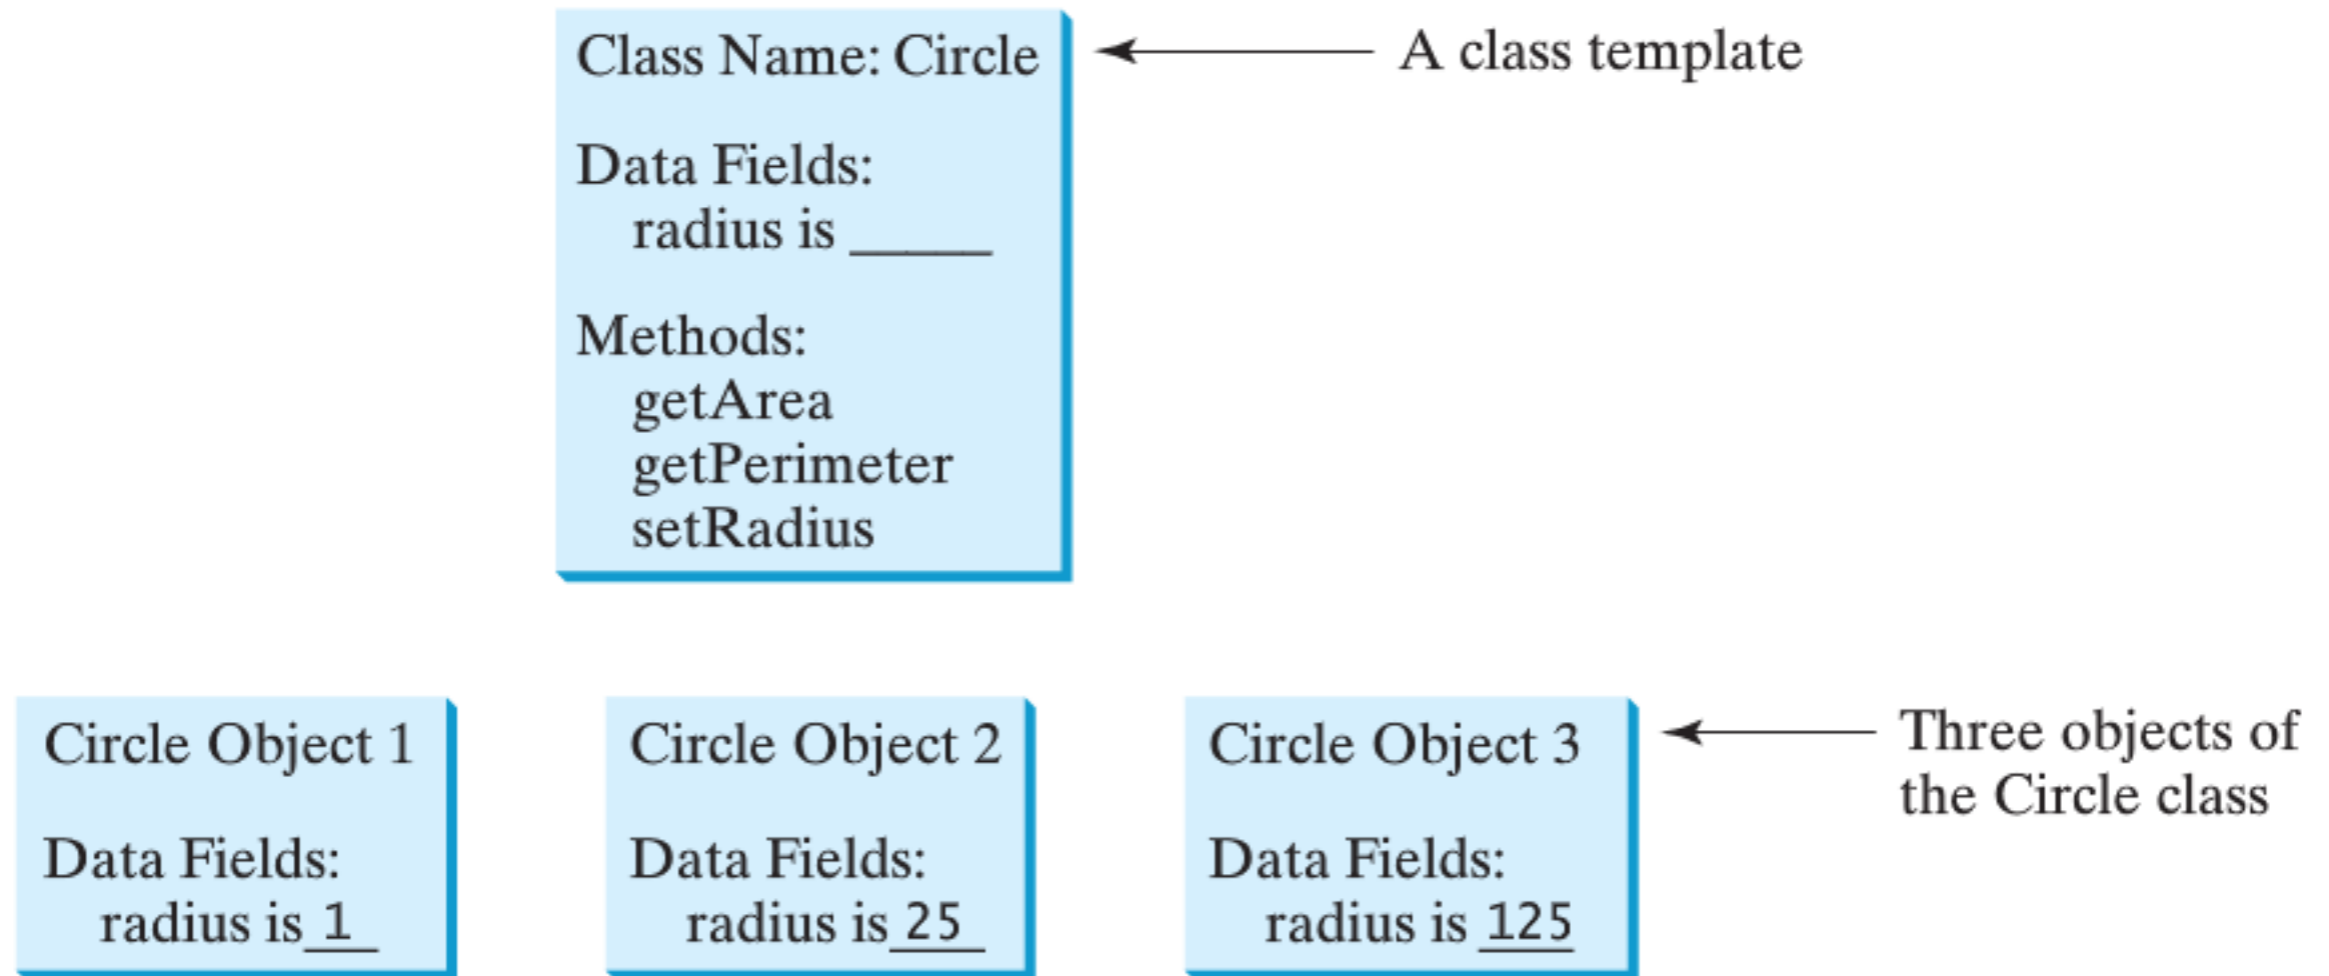 Class Name: Circle
A class template
Data Fields:
radius is _____
Methods:
getArea
getPerimeter
setRadius
Circle Object 1
Data Fields:
radius is 1
Circle Object 2
Data Fields:
radius is 25
Circle Object 3
Data Fields:
radius is 125
Three objects of
the Circle class